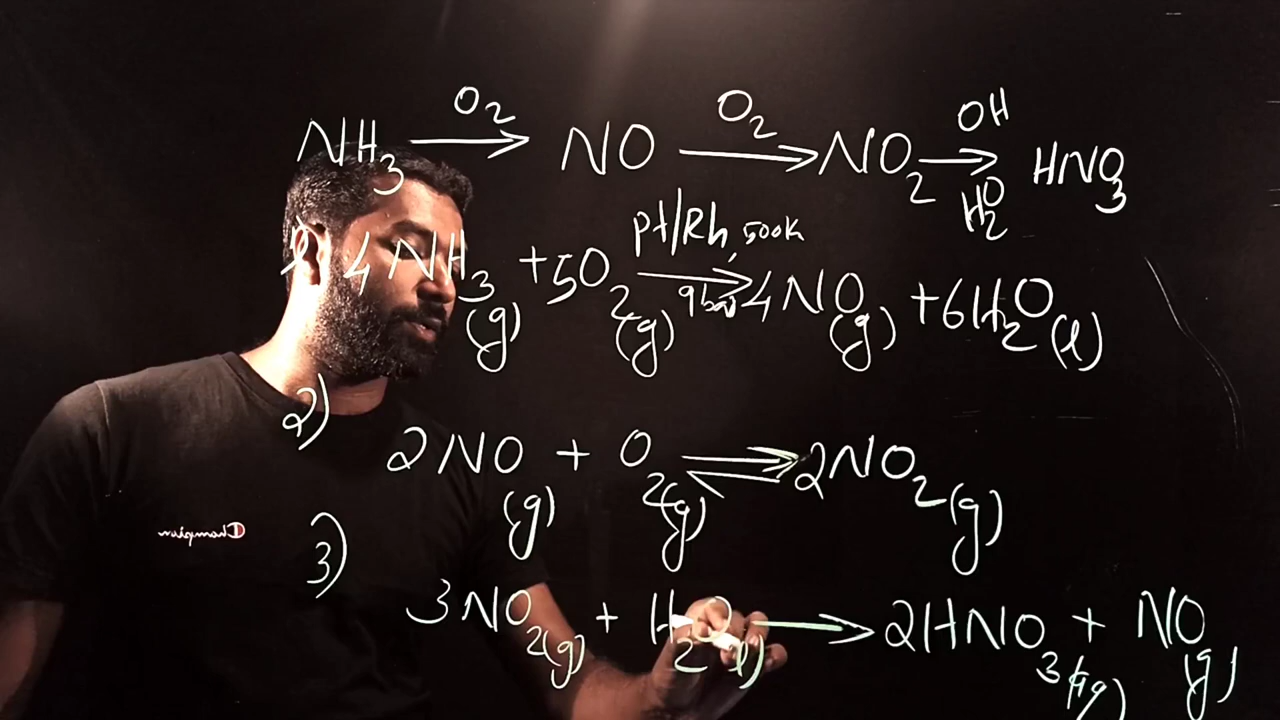 NH3 →(O2) NO →(O2) NO2 →(OH / H2O) HNO3
1) 4NH3(g) + 5O2(g) →(Pt/Rh, 500K / 9bar) 4NO(g) + 6H2O(l)
2) 2NO(g) + O2(g) ⇌ 2NO2(g)
Champion
3) 3NO2(g) + H2O(l) → 2HNO3(aq) + NO(g)